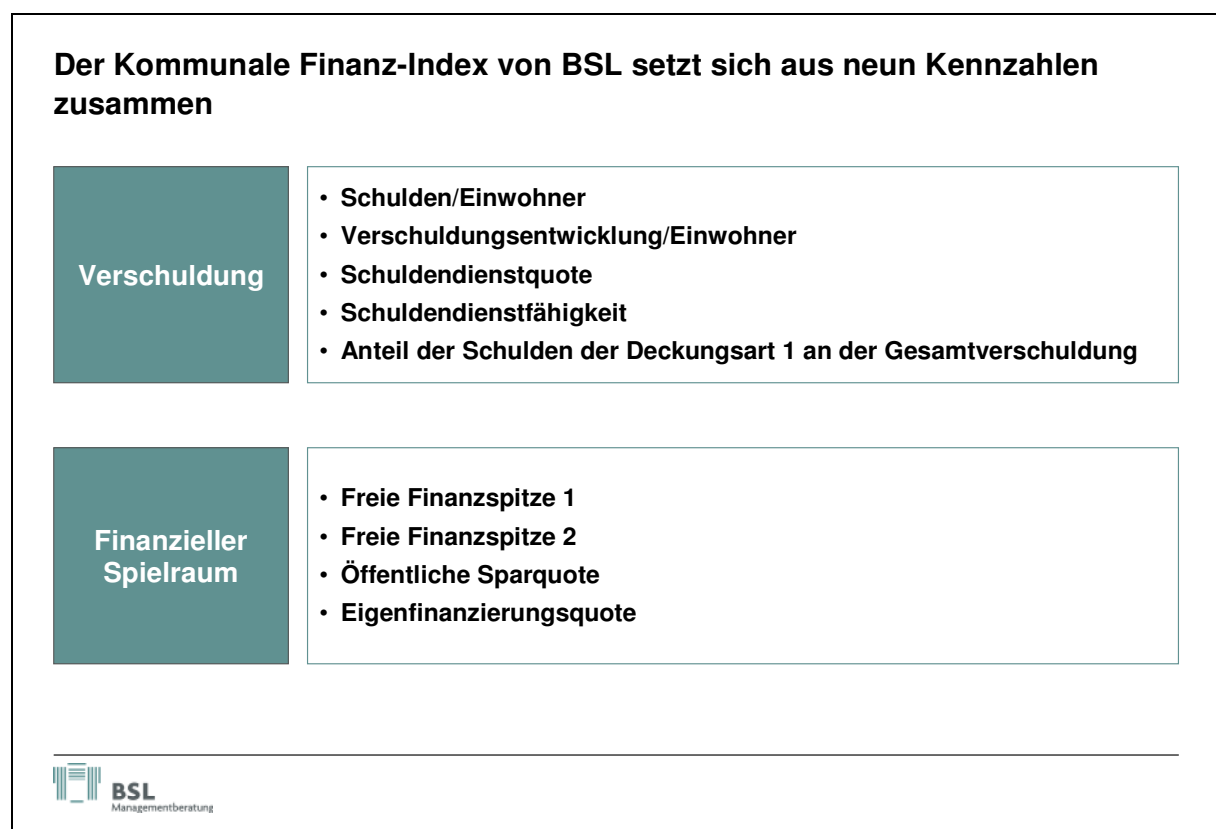 Der Kommunale Finanz-Index von BSL setzt sich aus neun Kennzahlen
zusammen
Verschuldung
• Schulden/Einwohner
• Verschuldungsentwicklung/Einwohner
• Schuldendienstquote
• Schuldendienstfähigkeit
• Anteil der Schulden der Deckungsart 1 an der Gesamtverschuldung
Finanzieller
Spielraum
• Freie Finanzspitze 1
• Freie Finanzspitze 2
• Öffentliche Sparquote
• Eigenfinanzierungsquote
BSL
Managementberatung